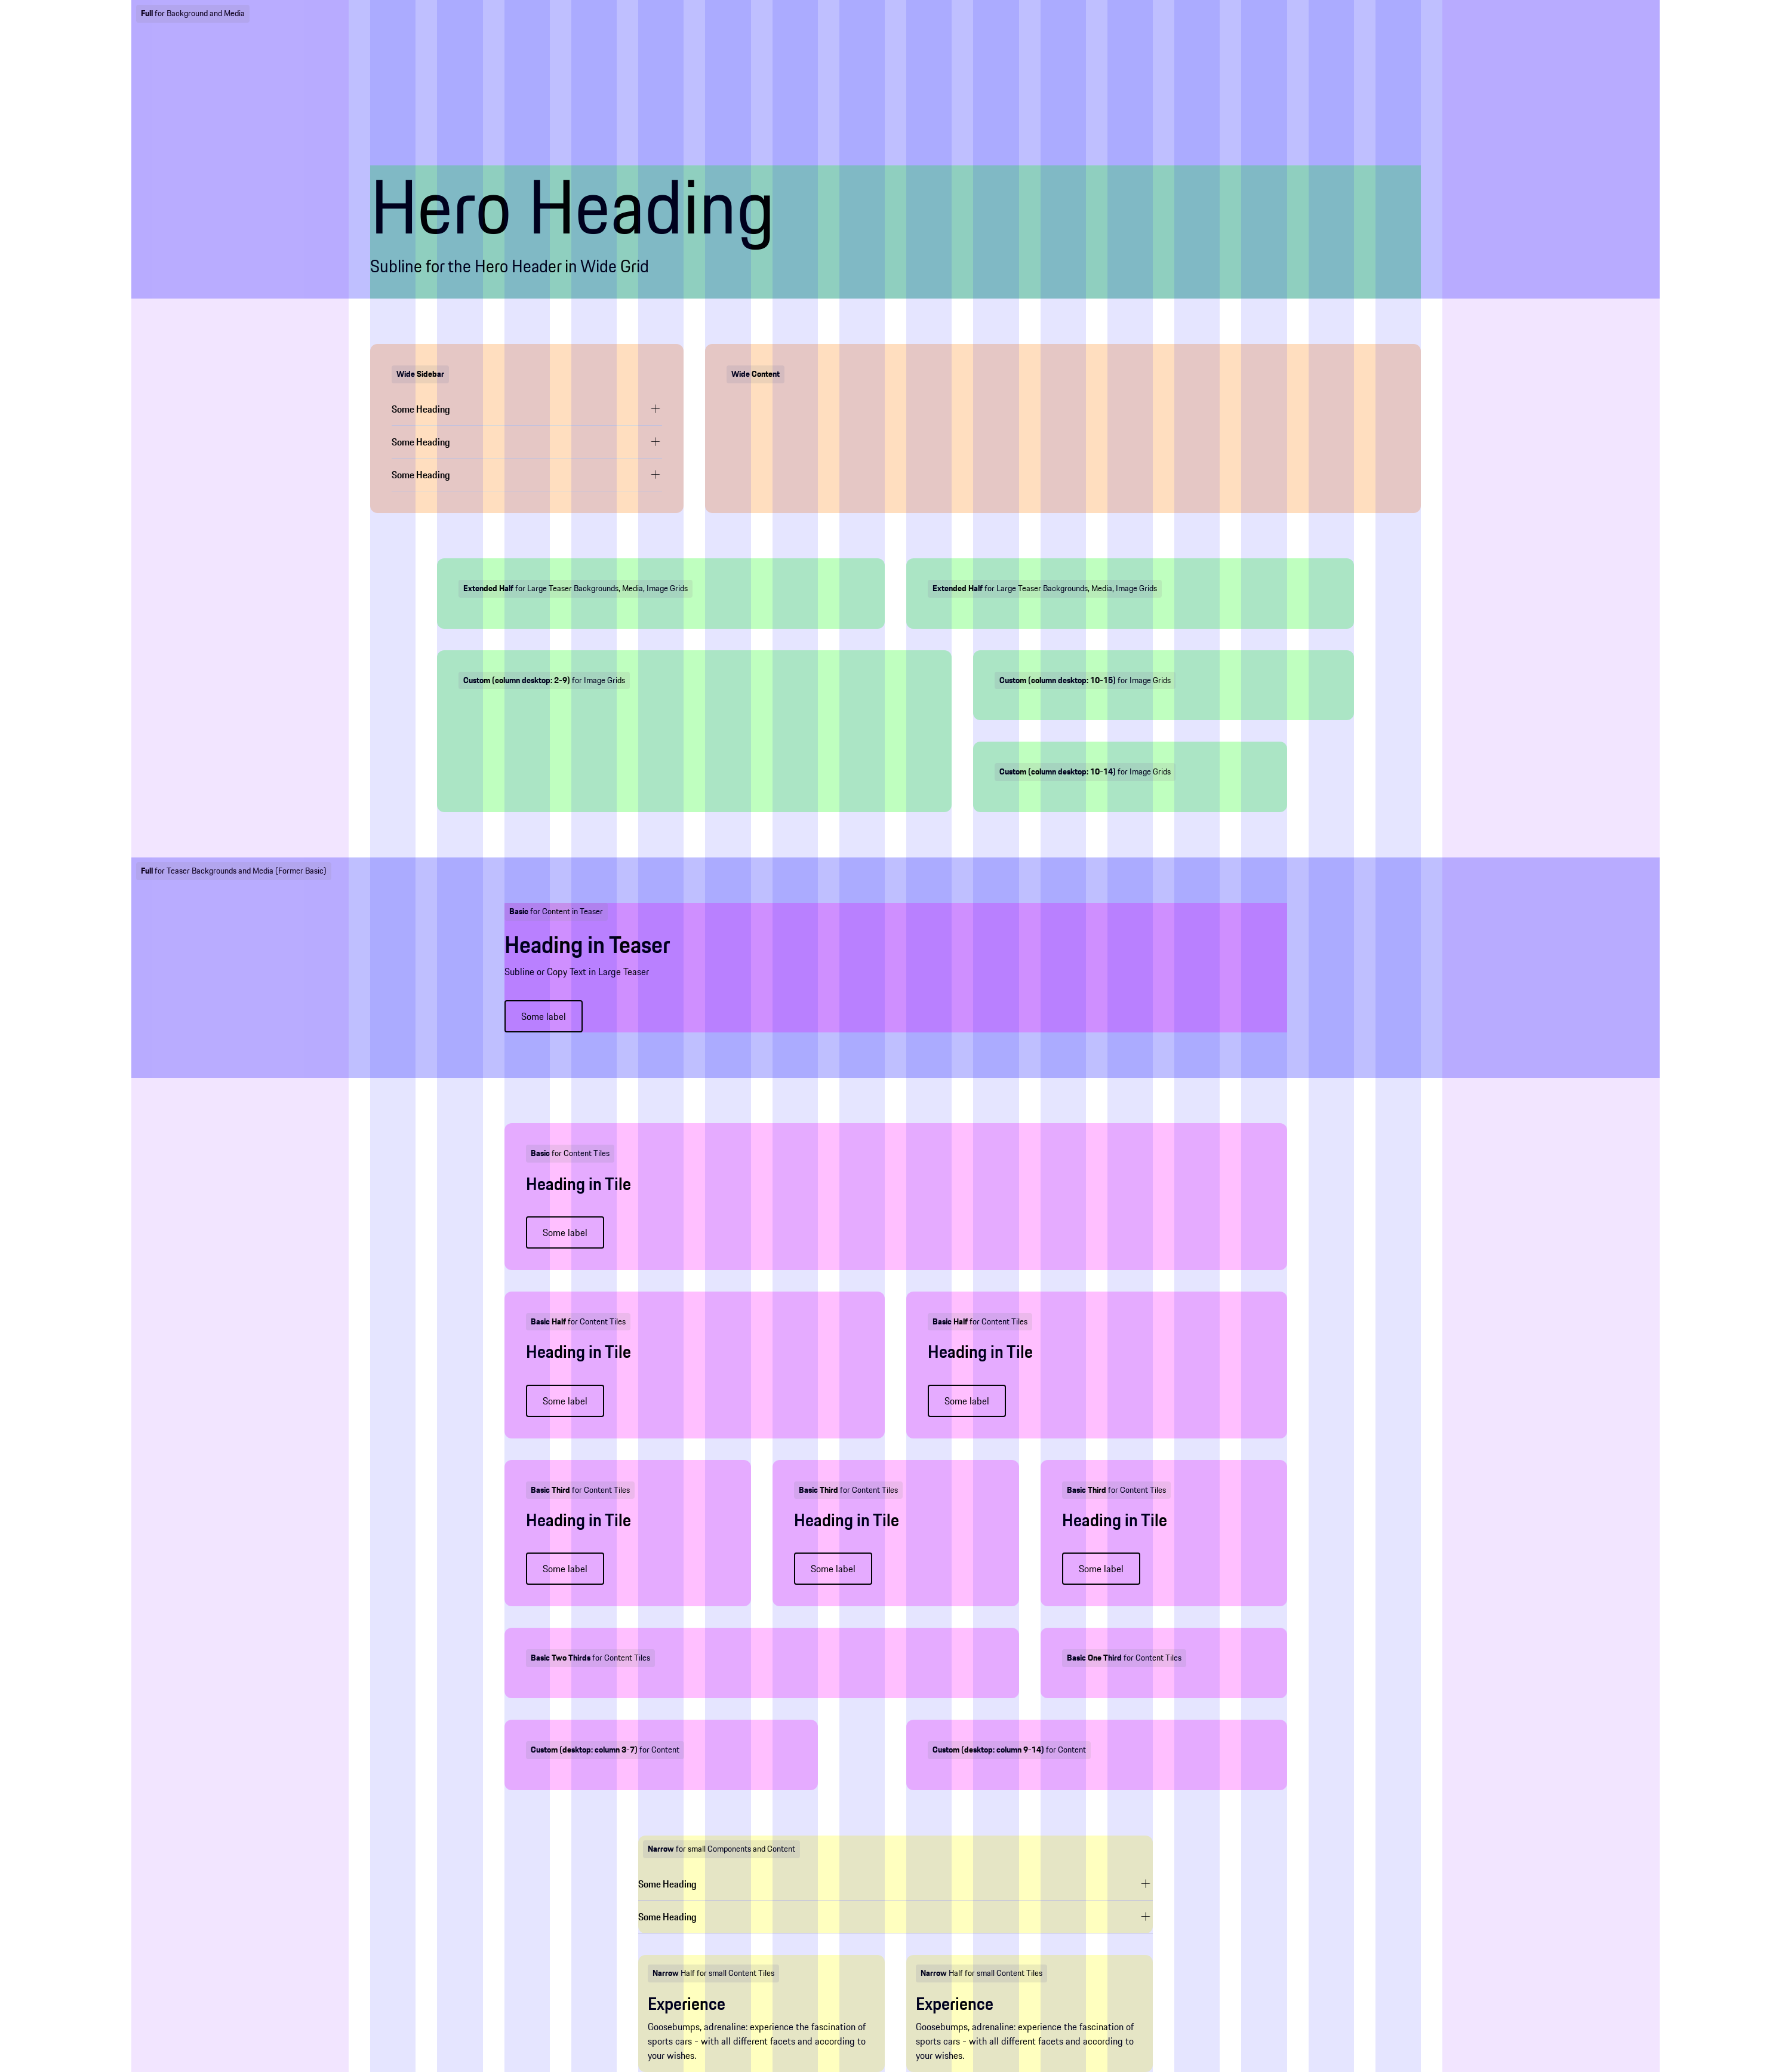 Full for Background and Media
Hero Heading
Subline for the Hero Header in Wide Grid
Wide Sidebar
Some Heading
Some Heading
Some Heading
Wide Content
Extended Half for Large Teaser Backgrounds, Media, Image Grids
Extended Half for Large Teaser Backgrounds, Media, Image Grids
Custom (column desktop: 2-9) for Image Grids
Custom (column desktop: 10-15) for Image Grids
Custom (column desktop: 10-14) for Image Grids
Full for Teaser Backgrounds and Media (Former Basic)
Basic for Content in Teaser
Heading in Teaser
Subline or Copy Text in Large Teaser
Some label
Basic for Content Tiles
Heading in Tile
Some label
Basic Half for Content Tiles
Heading in Tile
Some label
Basic Half for Content Tiles
Heading in Tile
Some label
Basic Third for Content Tiles
Heading in Tile
Some label
Basic Third for Content Tiles
Heading in Tile
Some label
Basic Third for Content Tiles
Heading in Tile
Some label
Basic Two Thirds for Content Tiles
Basic One Third for Content Tiles
Custom (desktop: column 3-7) for Content
Custom (desktop: column 9-14) for Content
Narrow for small Components and Content
Some Heading
Some Heading
Narrow Half for small Content Tiles
Experience
Goosebumps, adrenaline: experience the fascination of
sports cars - with all different facets and according to
your wishes.
Narrow Half for small Content Tiles
Experience
Goosebumps, adrenaline: experience the fascination of
sports cars - with all different facets and according to
your wishes.